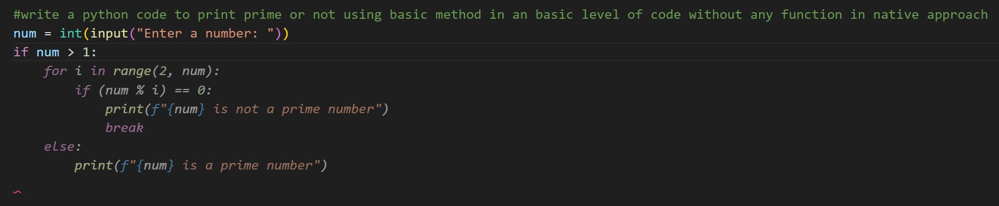 #write a python code to print prime or not using basic method in an basic level of code without any function in native approach
num = int(input("Enter a number: "))
if num > 1:
    for i in range(2, num):
        if (num % i) == 0:
            print(f"{num} is not a prime number")
            break
    else:
        print(f"{num} is a prime number")